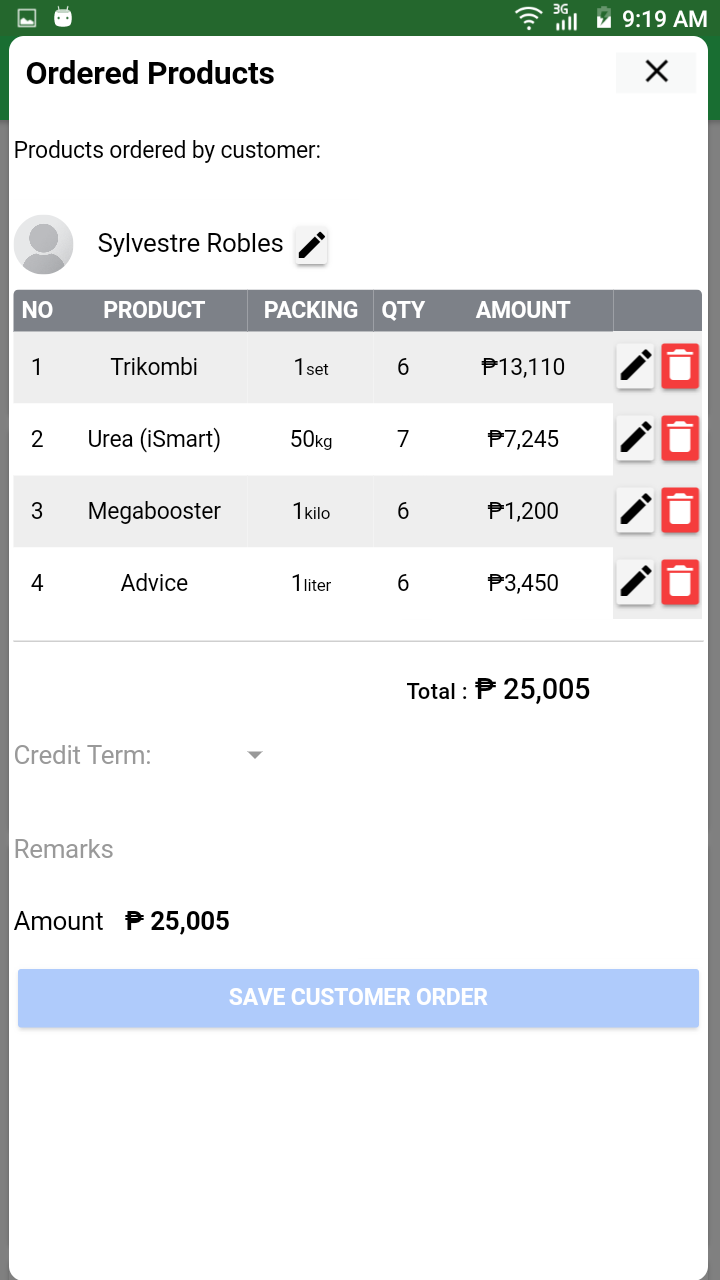 3G 9:19 AM
Ordered Products
Products ordered by customer:
Sylvestre Robles
NO PRODUCT PACKING QTY AMOUNT
1 Trikombi 1set 6 ₱13,110
2 Urea (iSmart) 50kg 7 ₱7,245
3 Megabooster 1kilo 6 ₱1,200
4 Advice 1liter 6 ₱3,450
Total : ₱ 25,005
Credit Term:
Remarks
Amount ₱ 25,005
SAVE CUSTOMER ORDER